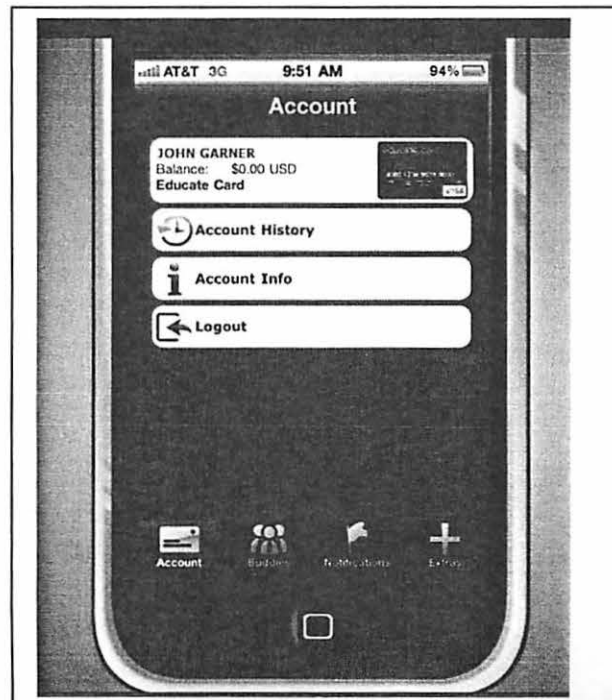 AT&T 3G 9:51 AM 94%
Account
JOHN GARNER
Balance: $0.00 USD
Educate Card
VISA
Account History
Account Info
Logout
Account Buddies Notifications Extras